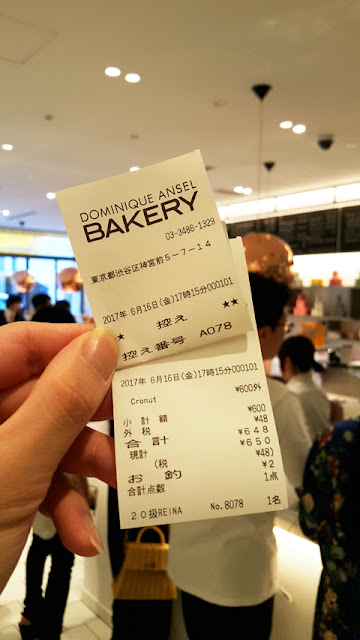 DOMINIQUE ANSEL
BAKERY
03-3486-1329
東京都渋谷区神宮前5-7-14
2017年 6月16日(金)17時15分000101
★ 控え ★★
控え番号 A078
2017年 6月16日(金)17時15分000101
Cronut ¥600外
小計額 ¥600
外税 ¥48
合計 ¥648
現計 ¥650
(税 ¥48)
お釣 ¥2
合計点数 1点
20扱REINA No.8078 1名